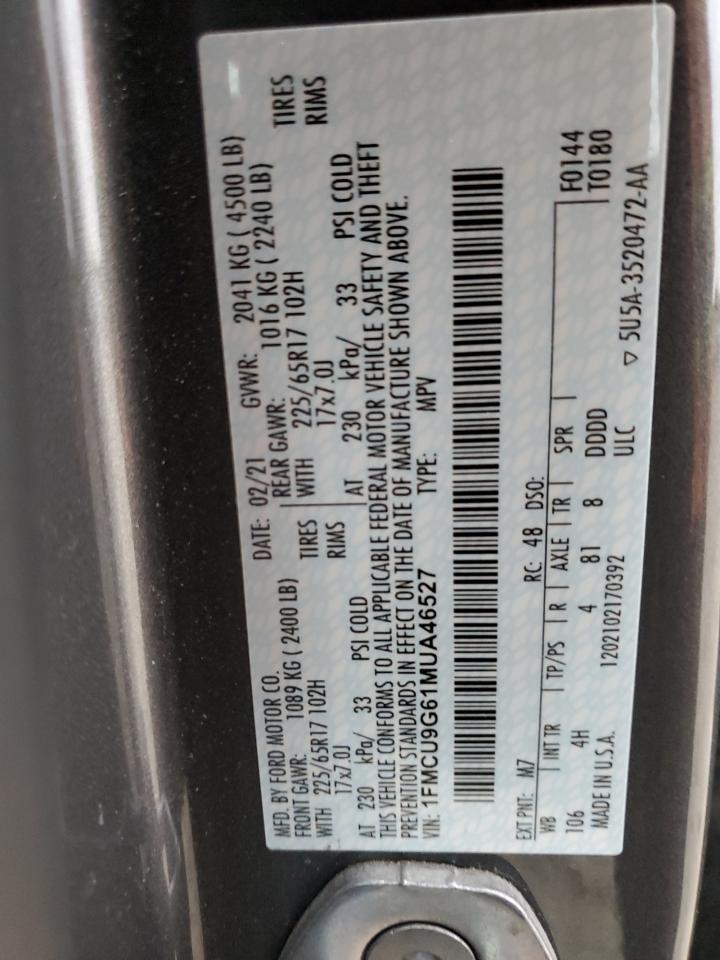 MFD. BY FORD MOTOR CO.
DATE: 02/21 GVWR: 2041 KG ( 4500 LB)
FRONT GAWR: 1089 KG ( 2400 LB) REAR GAWR: 1016 KG ( 2240 LB)
WITH 225/65R17 102H TIRES WITH 225/65R17 102H TIRES
17x7.0J RIMS 17x7.0J RIMS
AT 230 kPa/ 33 PSI COLD AT 230 kPa/ 33 PSI COLD
THIS VEHICLE CONFORMS TO ALL APPLICABLE FEDERAL MOTOR VEHICLE SAFETY AND THEFT
PREVENTION STANDARDS IN EFFECT ON THE DATE OF MANUFACTURE SHOWN ABOVE.
VIN: 1FMCU9G61MUA46527 TYPE: MPV
EXT PNT: M7 RC: 48 DSO:
WB INT TR TP/PS R AXLE TR SPR F0144
106 4H 4 81 8 DDDD T0180
MADE IN U.S.A. 1202102170392 ULC ▽ 5U5A-3520472-AA